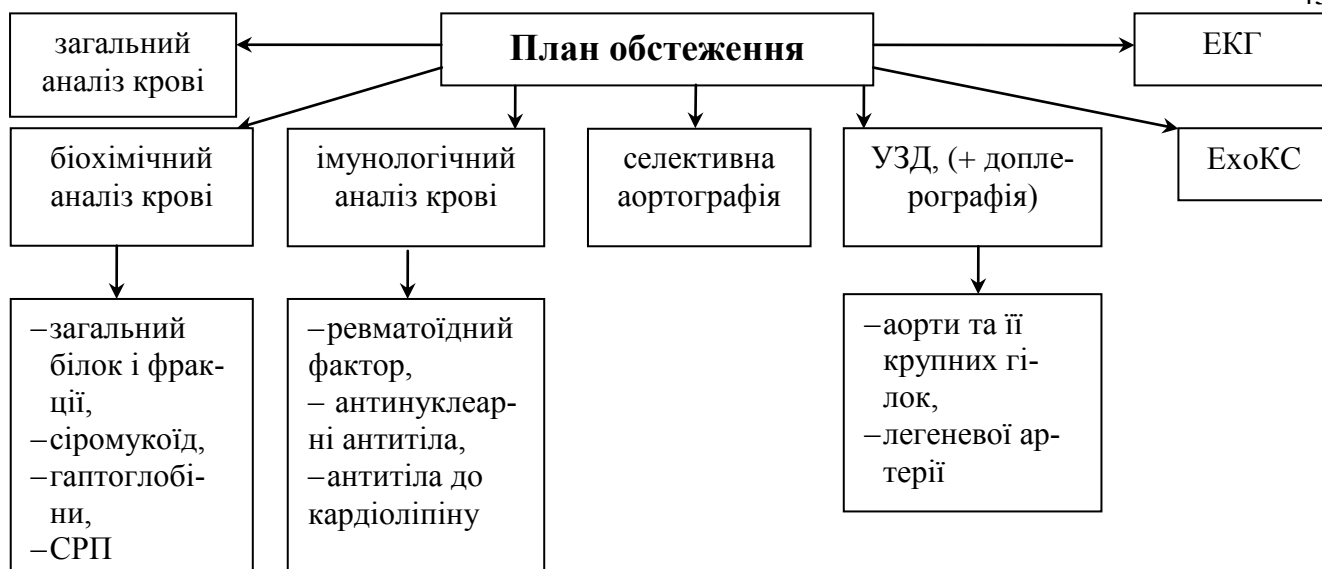 План обстеження
загальний
аналіз крові
ЕКГ
біохімічний
аналіз крові
імунологічний
аналіз крові
селективна
аортографія
УЗД, (+ допле-
рографія)
ЕхоКС
–загальний
білок і фрак-
ції,
–сіромукоїд,
–гаптоглобі-
ни,
–СРП
–ревматоїдний
фактор,
– антинуклеар-
ні антитіла,
–антитіла до
кардіоліпіну
–аорти та її
крупних гі-
лок,
–легеневої ар-
терії